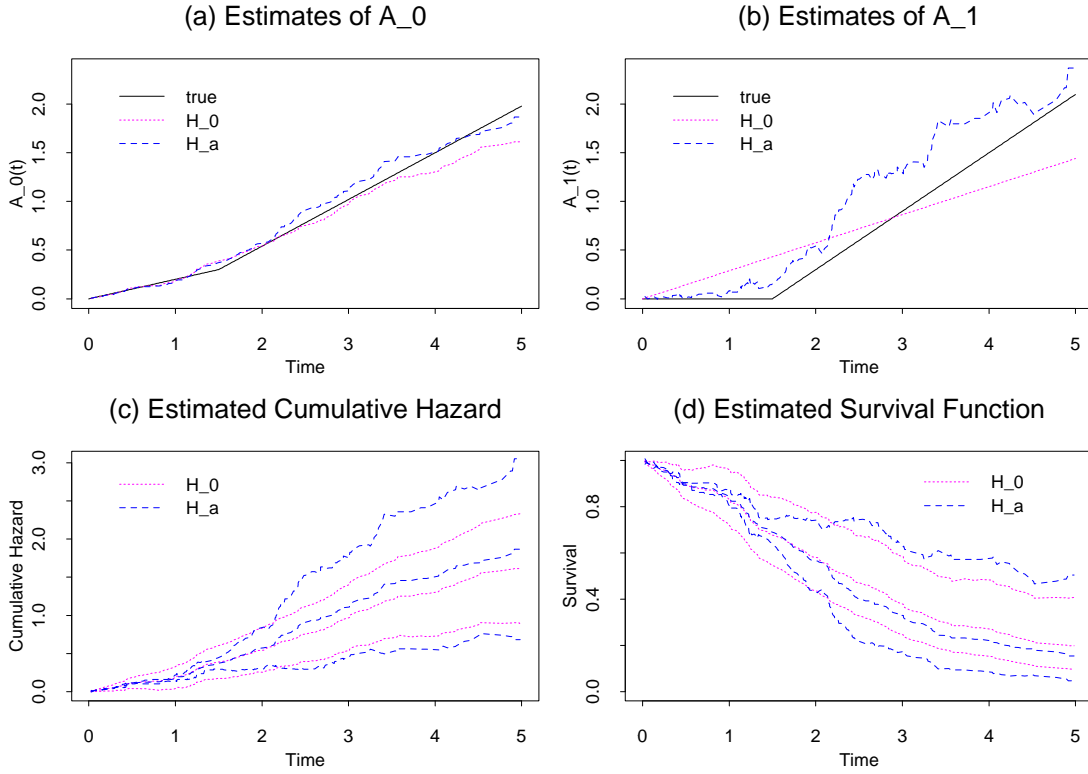 (a) Estimates of A_0
A_0(t)
0.0 0.5 1.0 1.5 2.0
true
H_0
H_a
0 1 2 3 4 5
Time
(b) Estimates of A_1
A_1(t)
0.0 0.5 1.0 1.5 2.0
true
H_0
H_a
0 1 2 3 4 5
Time
(c) Estimated Cumulative Hazard
Cumulative Hazard
0.0 1.0 2.0 3.0
H_0
H_a
0 1 2 3 4 5
Time
(d) Estimated Survival Function
Survival
0.0 0.4 0.8
H_0
H_a
0 1 2 3 4 5
Time